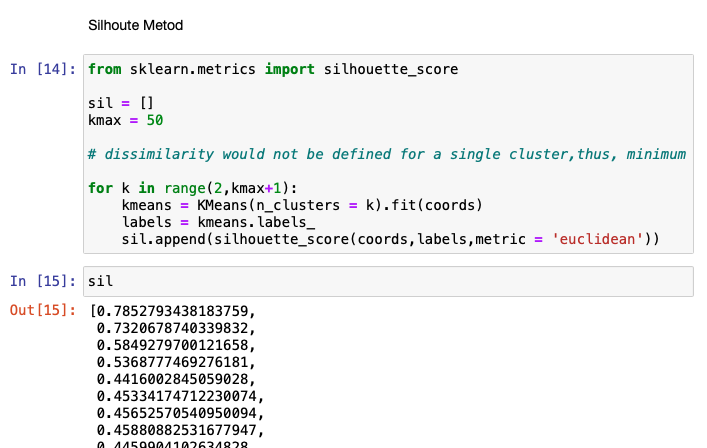 Silhoute Metod
In [14]: from sklearn.metrics import silhouette_score
sil = []
kmax = 50
# dissimilarity would not be defined for a single cluster,thus, minimum
for k in range(2,kmax+1):
    kmeans = KMeans(n_clusters = k).fit(coords)
    labels = kmeans.labels_
    sil.append(silhouette_score(coords,labels,metric = 'euclidean'))
In [15]: sil
Out[15]: [0.7852793438183759,
0.7320678740339832,
0.5849279700121658,
0.5368777469276181,
0.4416002845059028,
0.45334174712230074,
0.45652570540950094,
0.45880882531677947,
0.4459904102634828,